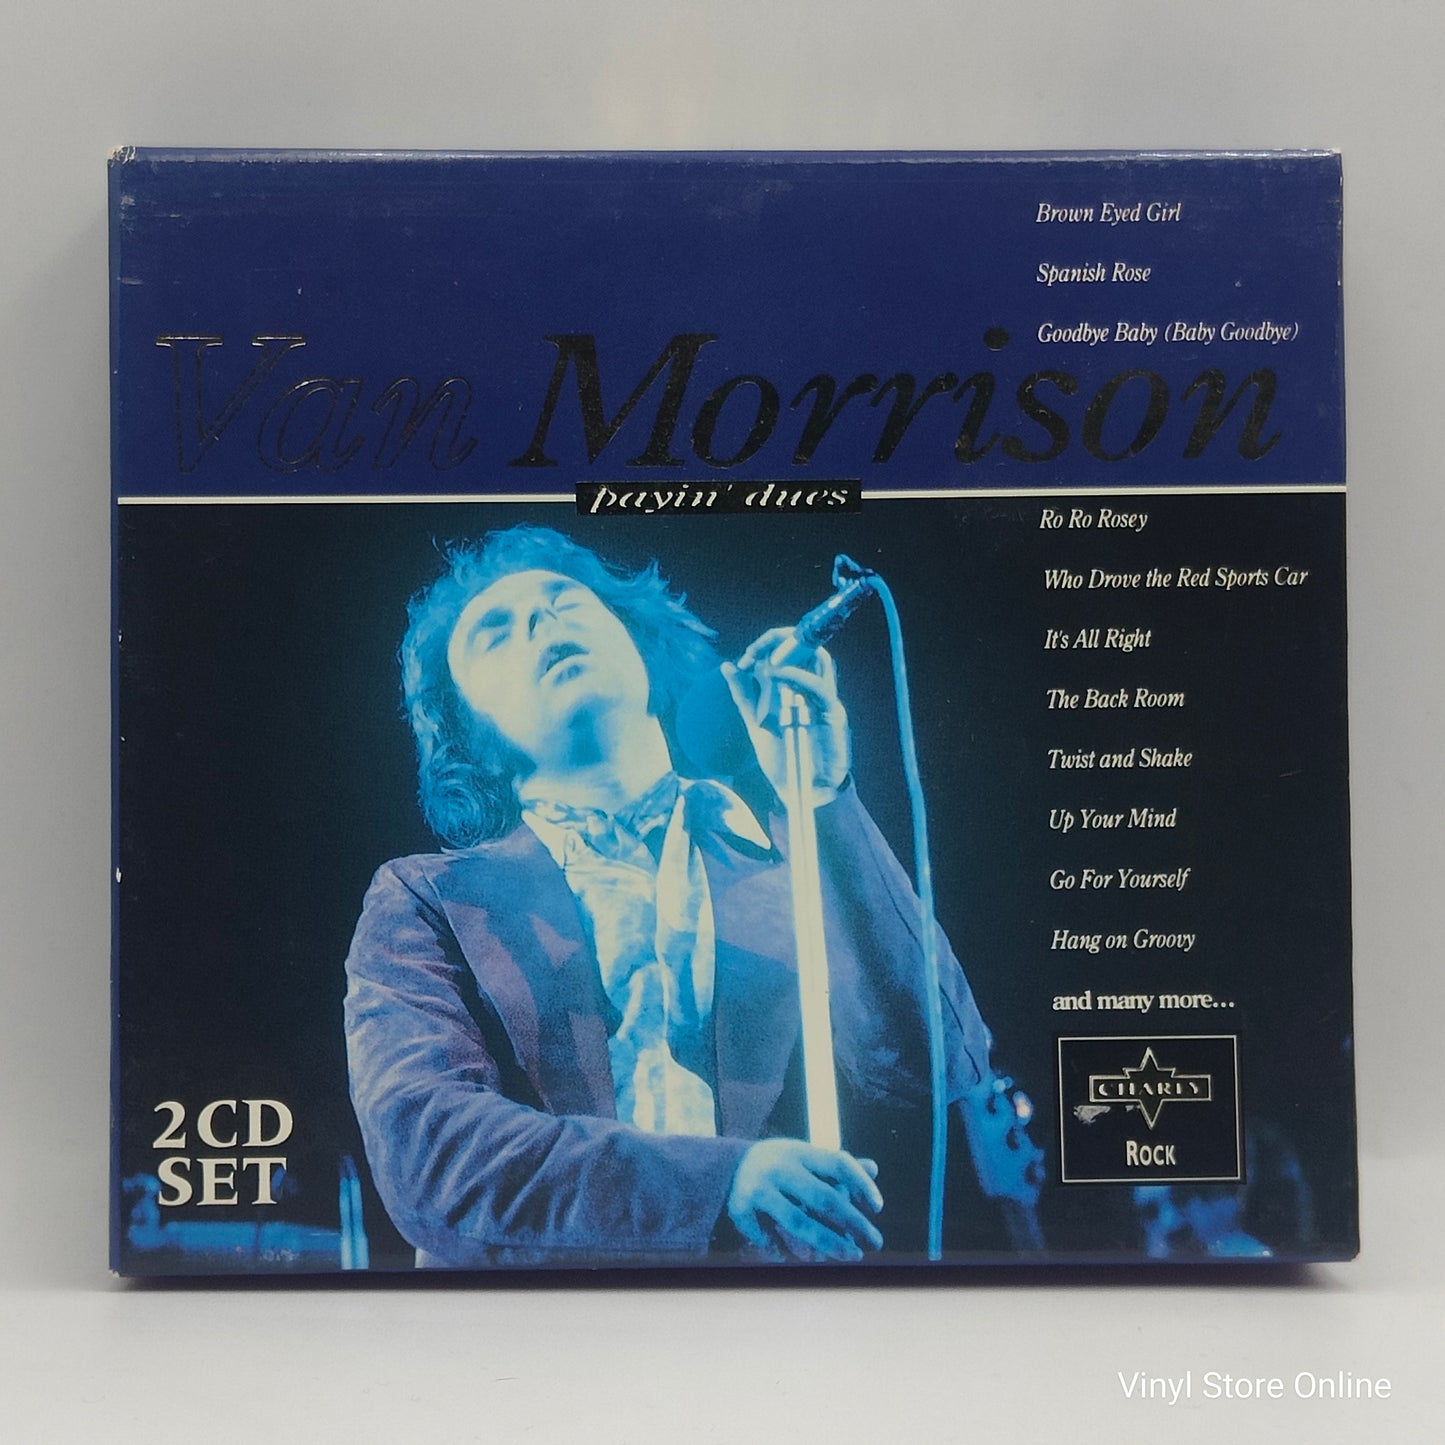 Brown Eyed Girl
Spanish Rose
Goodbye Baby (Baby Goodbye)
Van Morrison
payin' dues
Ro Ro Rosey
Who Drove the Red Sports Car
It's All Right
The Back Room
Twist and Shake
Up Your Mind
Go For Yourself
Hang on Groovy
and many more...
CHARLY
ROCK
2 CD
SET
Vinyl Store Online